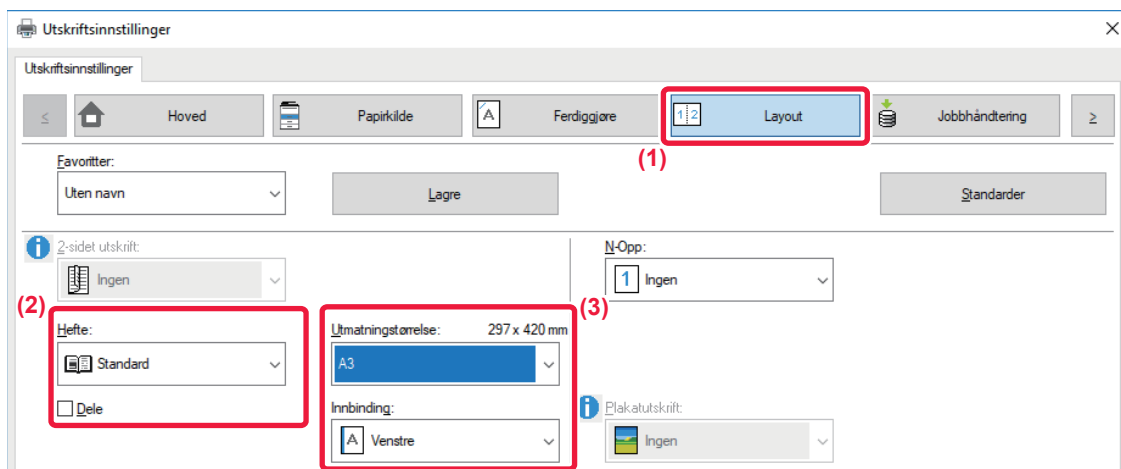 Utskriftsinnstillinger
Utskriftsinnstillinger
< Hoved Papirkilde Ferdiggjøre Layout Jobbhåndtering >
(1)
Favoritter:
Uten navn Lagre Standarder
2-sidet utskrift: N-Opp:
Ingen 1 Ingen
(2) (3)
Hefte: Utmatningstørrelse: 297 x 420 mm
Standard A3
Dele Innbinding: Plakatutskrift:
A Venstre Ingen